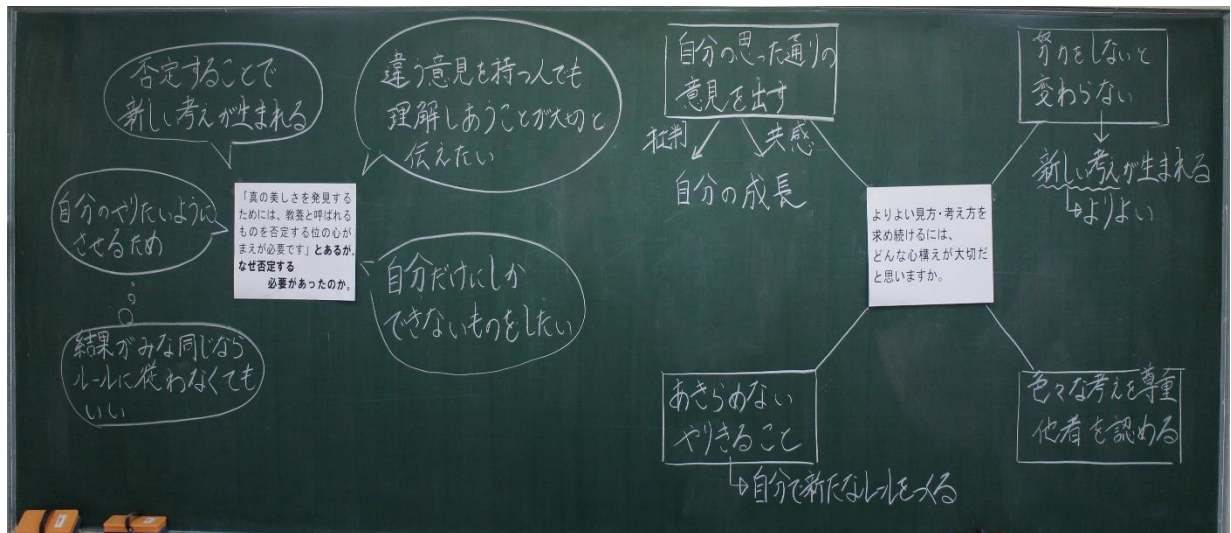 否定することで
新しい考えが生まれる
違う意見を持つ人でも
理解しあうことが大切と
伝えたい
自分のやりたいように
させるため
「真の美しさを発見する
ためには、教養と呼ばれる
ものを否定する位の心が
まえが必要です」とあるが、
なぜ否定する
必要があったのか。
自分だけにしか
できないものをしたい
結果がみな同じなら
ルールに従わなくても
いい
自分の思った通りの
意見を出す
批判
共感
自分の成長
努力をしないと
変わらない
新しい考えが生まれる
→よりよい
よりよい見方・考え方を
求め続けるには、
どんな心構えが大切だ
と思いますか。
あきらめない
やりきること
→自分で新たなルールをつくる
色々な考えを尊重
他者を認める